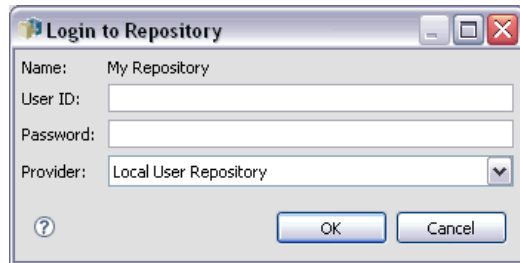 Login to Repository
Name: My Repository
User ID:
Password:
Provider: Local User Repository
? OK Cancel